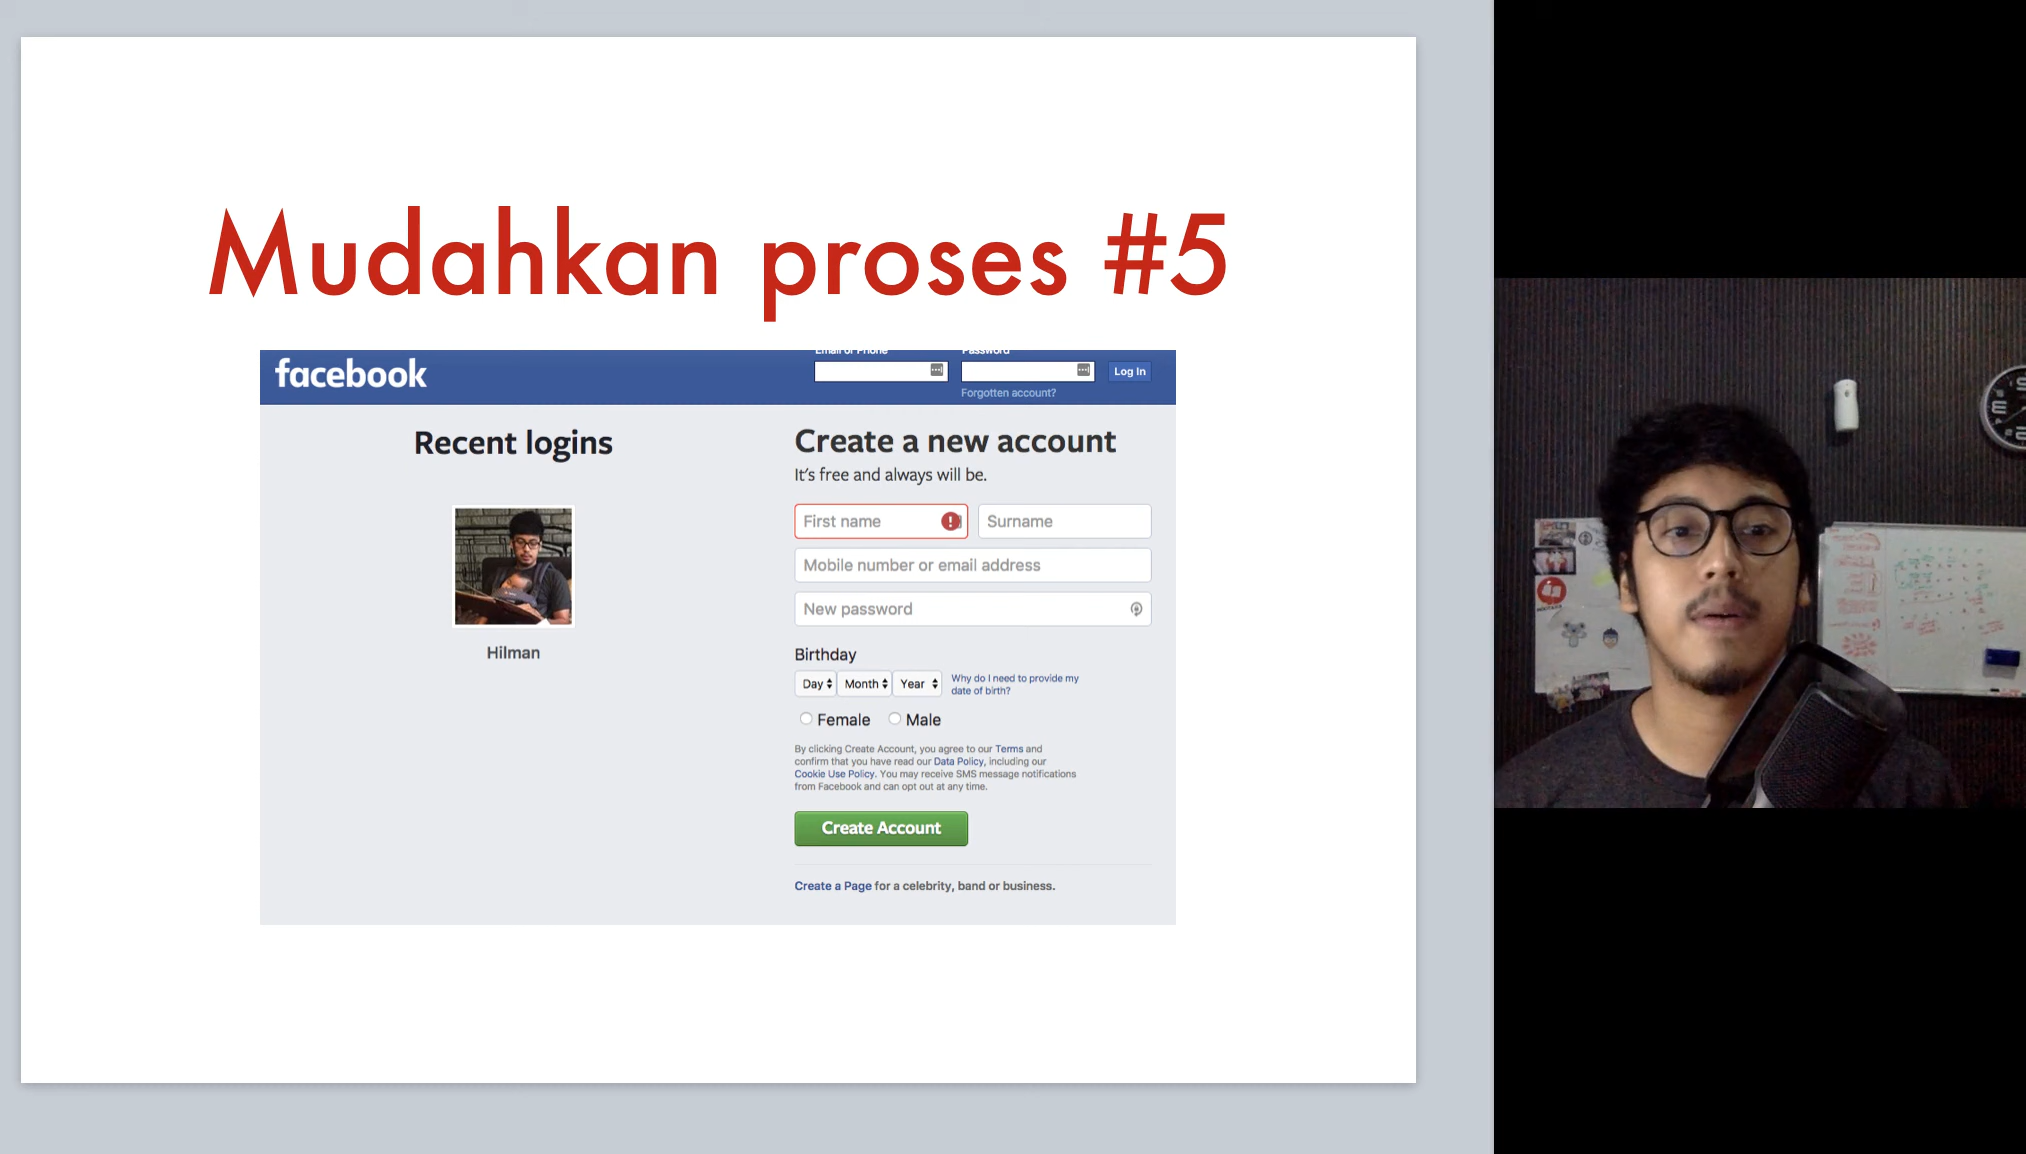 Mudahkan proses #5
facebook
Email or Phone
Password
Log In
Forgotten account?
Recent logins
Hilman
Create a new account
It's free and always will be.
First name
Surname
Mobile number or email address
New password
Birthday
Day Month Year
Why do I need to provide my
date of birth?
Female Male
By clicking Create Account, you agree to our Terms and
confirm that you have read our Data Policy, including our
Cookie Use Policy. You may receive SMS message notifications
from Facebook and can opt out at any time.
Create Account
Create a Page for a celebrity, band or business.